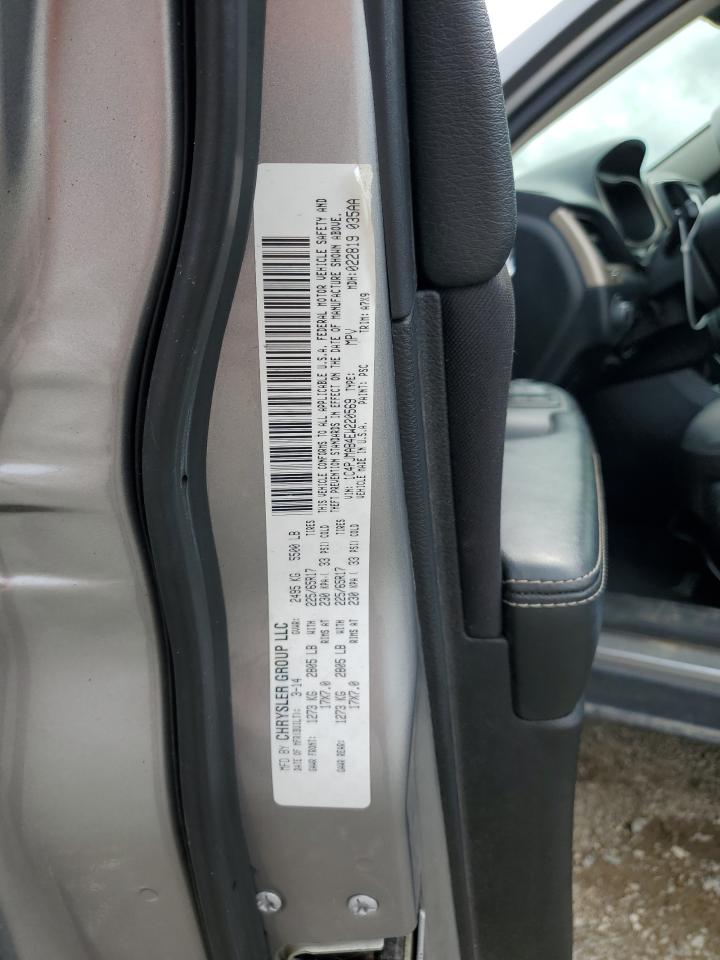 MFD BY CHRYSLER GROUP LLC
DATE OF MFR(BUILT): 3-14 GVWR: 2495 KG 5500 LB
GAWR FRONT: 1273 KG 2805 LB WITH 225/65R17 TIRES
17X7.0 RIMS AT 230 KPA( 33 PSI) COLD
GAWR REAR: 1273 KG 2805 LB WITH 225/65R17 TIRES
17X7.0 RIMS AT 230 KPA( 33 PSI) COLD
THIS VEHICLE CONFORMS TO ALL APPLICABLE U.S.A. FEDERAL MOTOR VEHICLE SAFETY AND
THEFT PREVENTION STANDARDS IN EFFECT ON THE DATE OF MANUFACTURE SHOWN ABOVE.
VIN: 1C4PJMAB4EW220569 TYPE: MPV MDH:022819 035AA
VEHICLE MADE IN U.S.A. PAINT: PSC TRIM: A7X9